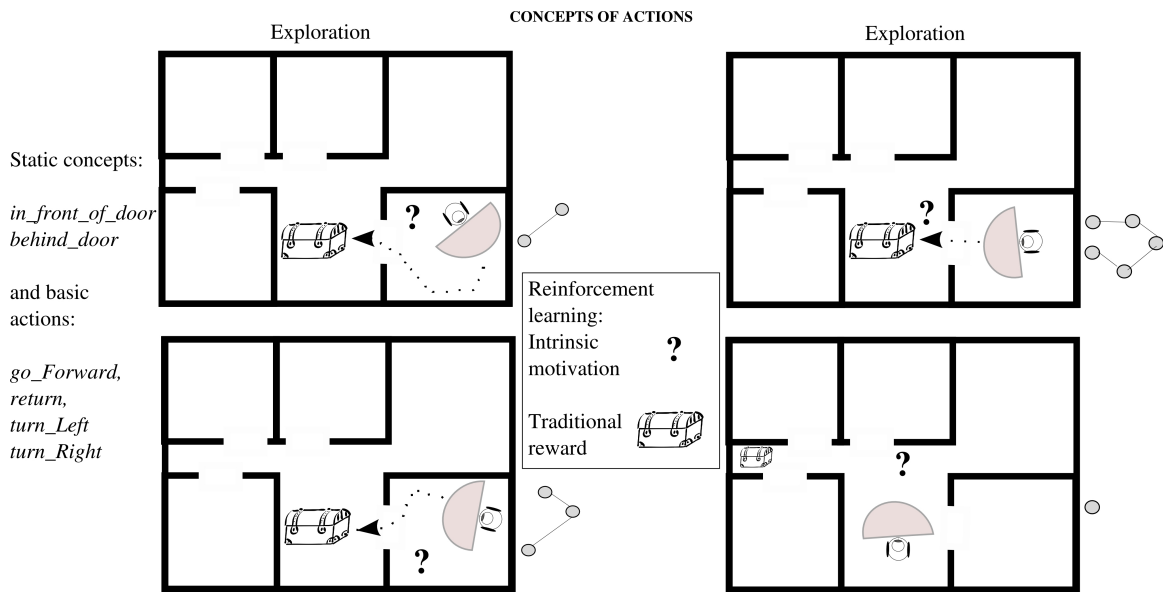 CONCEPTS OF ACTIONS
Exploration
Exploration
Static concepts:
in_front_of_door
behind_door
and basic
actions:
go_Forward,
return,
turn_Left
turn_Right
?
?
?
?
Reinforcement
learning:
Intrinsic
motivation ?
Traditional
reward